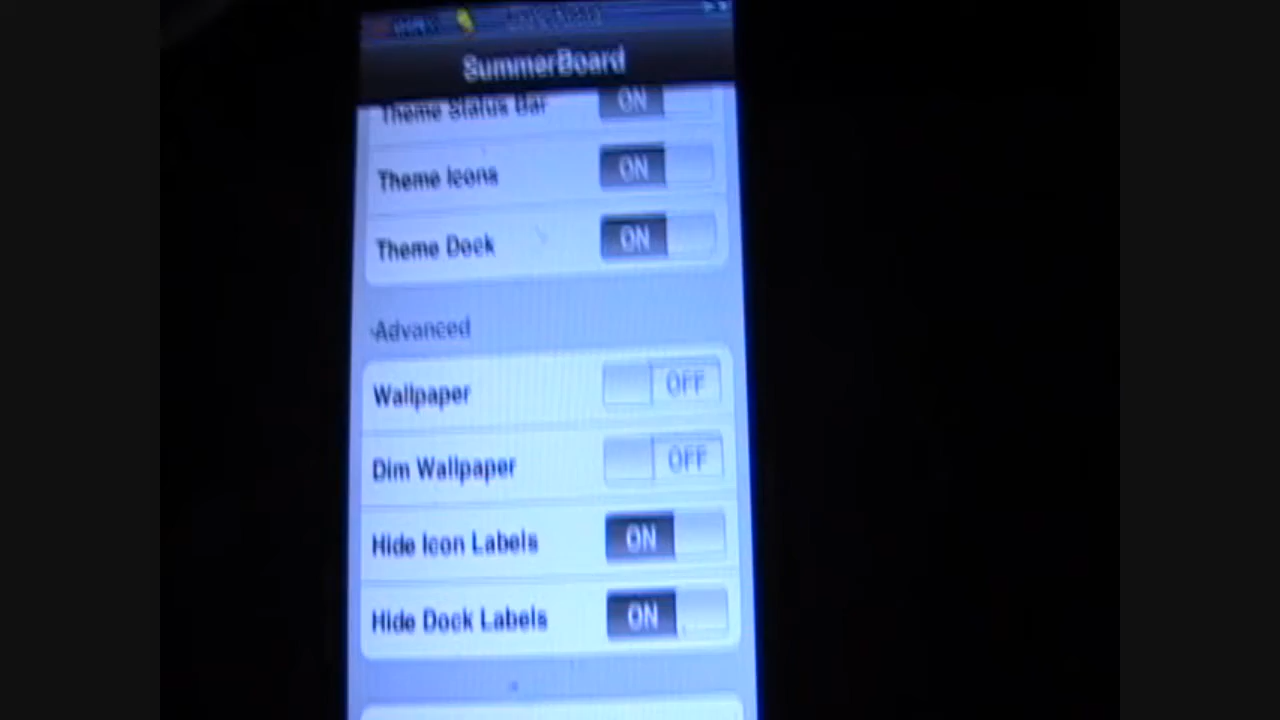 SummerBoard
Theme Status Bar ON
Theme Icons ON
Theme Dock ON
Advanced
Wallpaper OFF
Dim Wallpaper OFF
Hide Icon Labels ON
Hide Dock Labels ON